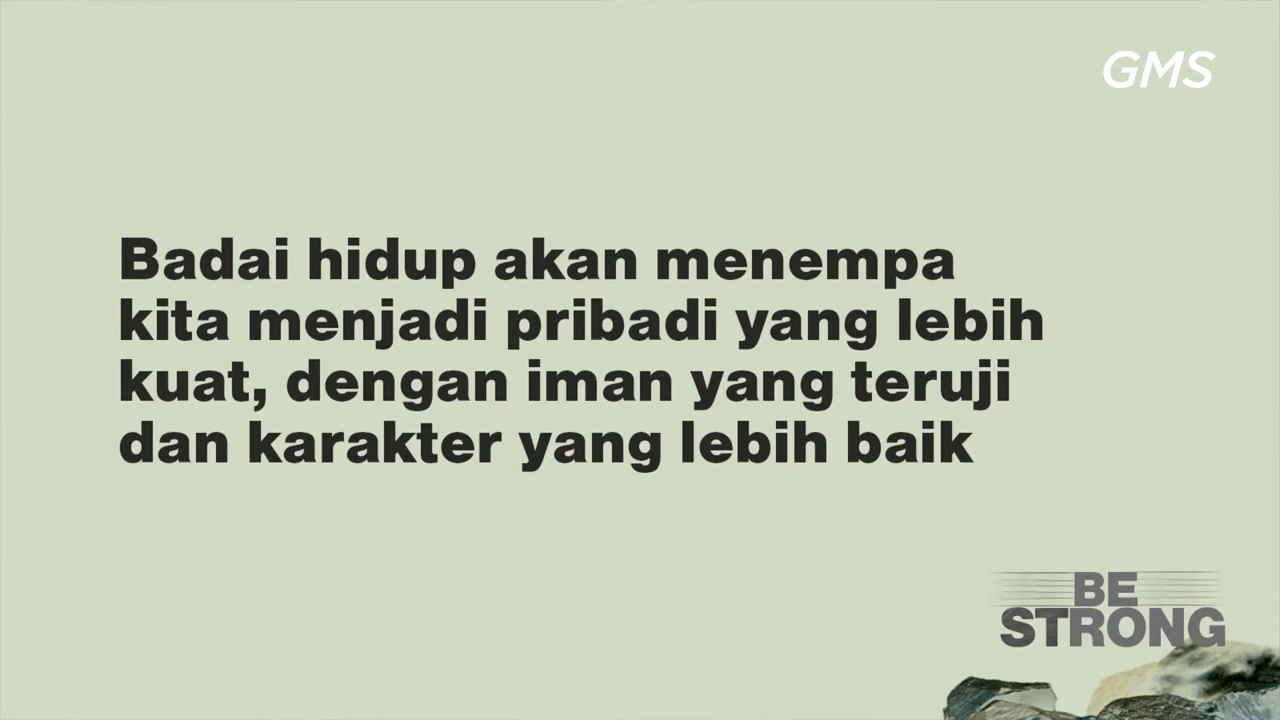 GMS
Badai hidup akan menempa
kita menjadi pribadi yang lebih
kuat, dengan iman yang teruji
dan karakter yang lebih baik
BE
STRONG